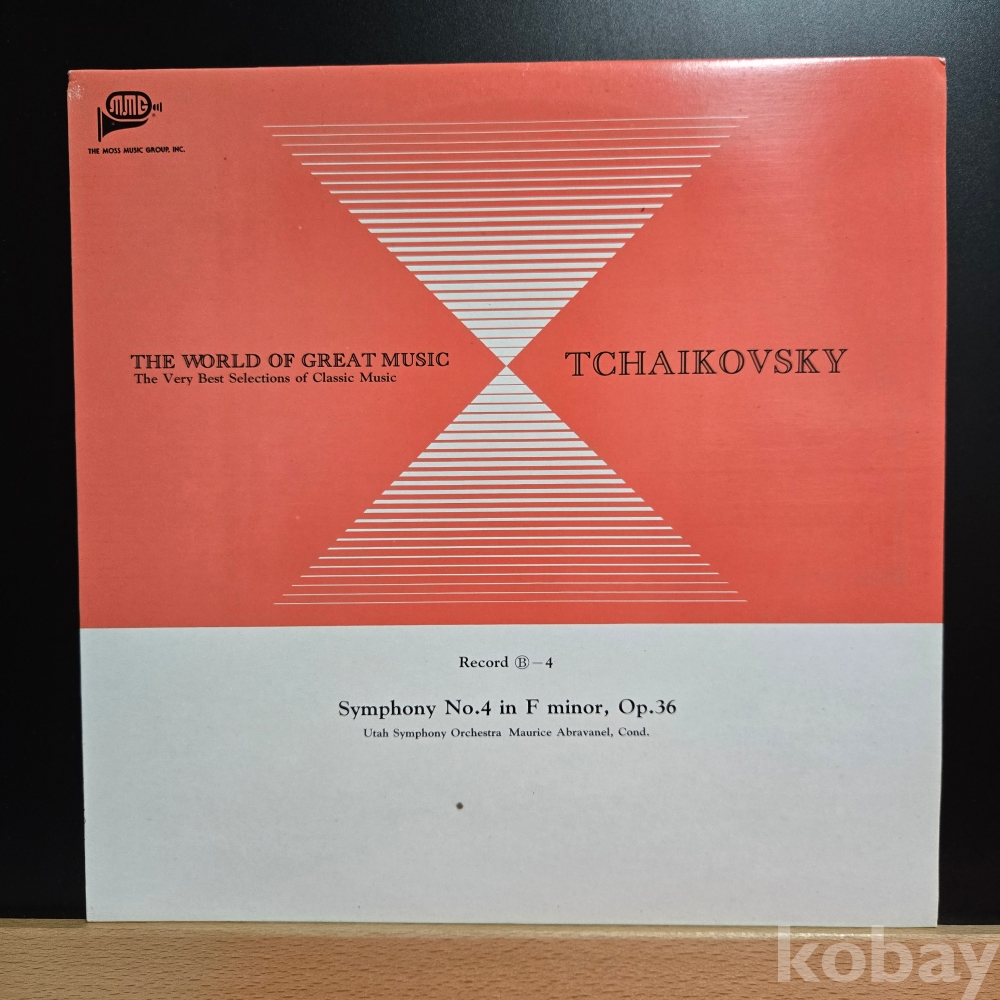 MMG
THE MOSS MUSIC GROUP, INC.
THE WORLD OF GREAT MUSIC
The Very Best Selections of Classic Music
TCHAIKOVSKY
Record Ⓑ–4
Symphony No.4 in F minor, Op.36
Utah Symphony Orchestra Maurice Abravanel, Cond.
kobay